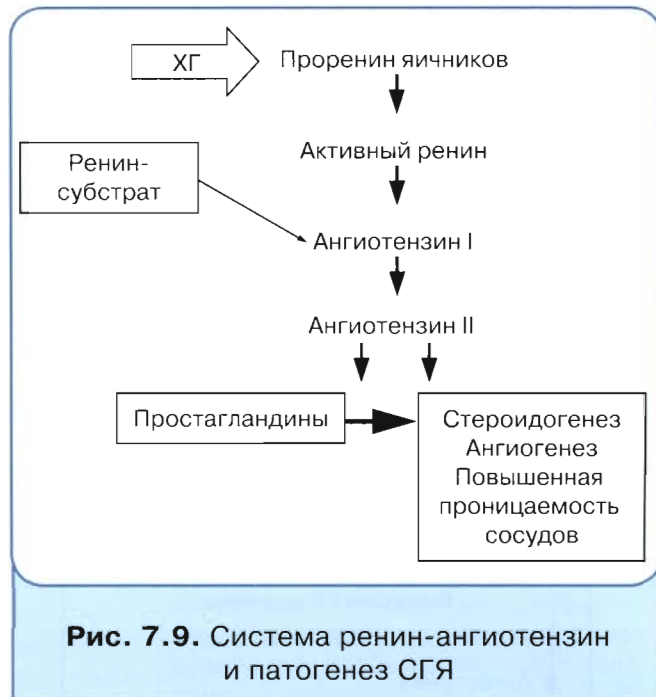 ХГ
Проренин яичников
Активный ренин
Ренин-
субстрат
Ангиотензин I
Ангиотензин II
Простагландины
Стероидогенез
Ангиогенез
Повышенная
проницаемость
сосудов
Рис. 7.9. Система ренин-ангиотензин
и патогенез СГЯ